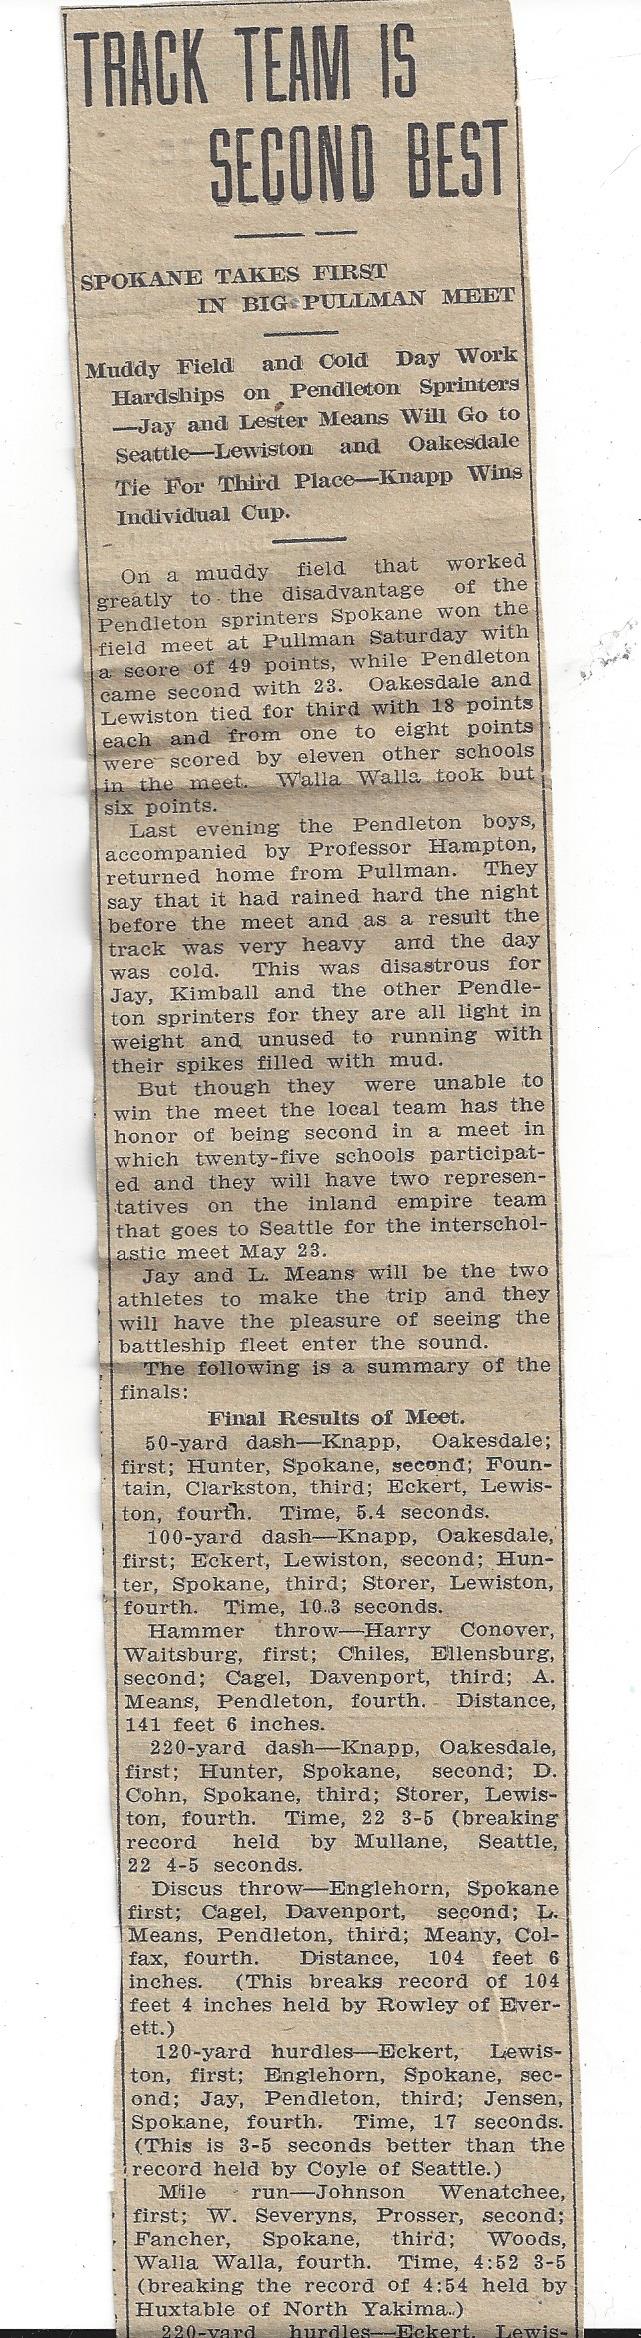 TRACK TEAM IS
SECOND BEST
SPOKANE TAKES FIRST
IN BIG PULLMAN MEET
Muddy Field and Cold Day Work
Hardships on Pendleton Sprinters
—Jay and Lester Means Will Go to
Seattle—Lewiston and Oakesdale
Tie For Third Place—Knapp Wins
Individual Cup.
On a muddy field that worked
greatly to the disadvantage of the
Pendleton sprinters Spokane won the
field meet at Pullman Saturday with
a score of 49 points, while Pendleton
came second with 23. Oakesdale and
Lewiston tied for third with 18 points
each and from one to eight points
were scored by eleven other schools
in the meet. Walla Walla took but
six points.
Last evening the Pendleton boys,
accompanied by Professor Hampton,
returned home from Pullman. They
say that it had rained hard the night
before the meet and as a result the
track was very heavy and the day
was cold. This was disastrous for
Jay, Kimball and the other Pendle-
ton sprinters for they are all light in
weight and unused to running with
their spikes filled with mud.
But though they were unable to
win the meet the local team has the
honor of being second in a meet in
which twenty-five schools participat-
ed and they will have two represen-
tatives on the inland empire team
that goes to Seattle for the interschol-
astic meet May 23.
Jay and L. Means will be the two
athletes to make the trip and they
will have the pleasure of seeing the
battleship fleet enter the sound.
The following is a summary of the
finals:
Final Results of Meet.
50-yard dash—Knapp, Oakesdale;
first; Hunter, Spokane, second; Foun-
tain, Clarkston, third; Eckert, Lewis-
ton, fourth. Time, 5.4 seconds.
100-yard dash—Knapp, Oakesdale,
first; Eckert, Lewiston, second; Hun-
ter, Spokane, third; Storer, Lewiston,
fourth. Time, 10.3 seconds.
Hammer throw—Harry Conover,
Waitsburg, first; Chiles, Ellensburg,
second; Cagel, Davenport, third; A.
Means, Pendleton, fourth. Distance,
141 feet 6 inches.
220-yard dash—Knapp, Oakesdale,
first; Hunter, Spokane, second; D.
Cohn, Spokane, third; Storer, Lewis-
ton, fourth. Time, 22 3-5 (breaking
record held by Mullane, Seattle,
22 4-5 seconds.
Discus throw—Englehorn, Spokane
first; Cagel, Davenport, second; L.
Means, Pendleton, third; Meany, Col-
fax, fourth. Distance, 104 feet 6
inches. (This breaks record of 104
feet 4 inches held by Rowley of Ever-
ett.)
120-yard hurdles—Eckert, Lewis-
ton, first; Englehorn, Spokane, sec-
ond; Jay, Pendleton, third; Jensen,
Spokane, fourth. Time, 17 seconds.
(This is 3-5 seconds better than the
record held by Coyle of Seattle.)
Mile run—Johnson Wenatchee,
first; W. Severyns, Prosser, second;
Fancher, Spokane, third; Woods,
Walla Walla, fourth. Time, 4:52 3-5
(breaking the record of 4:54 held by
Huxtable of North Yakima.)
220-yard hurdles—Eckert, Lewis-